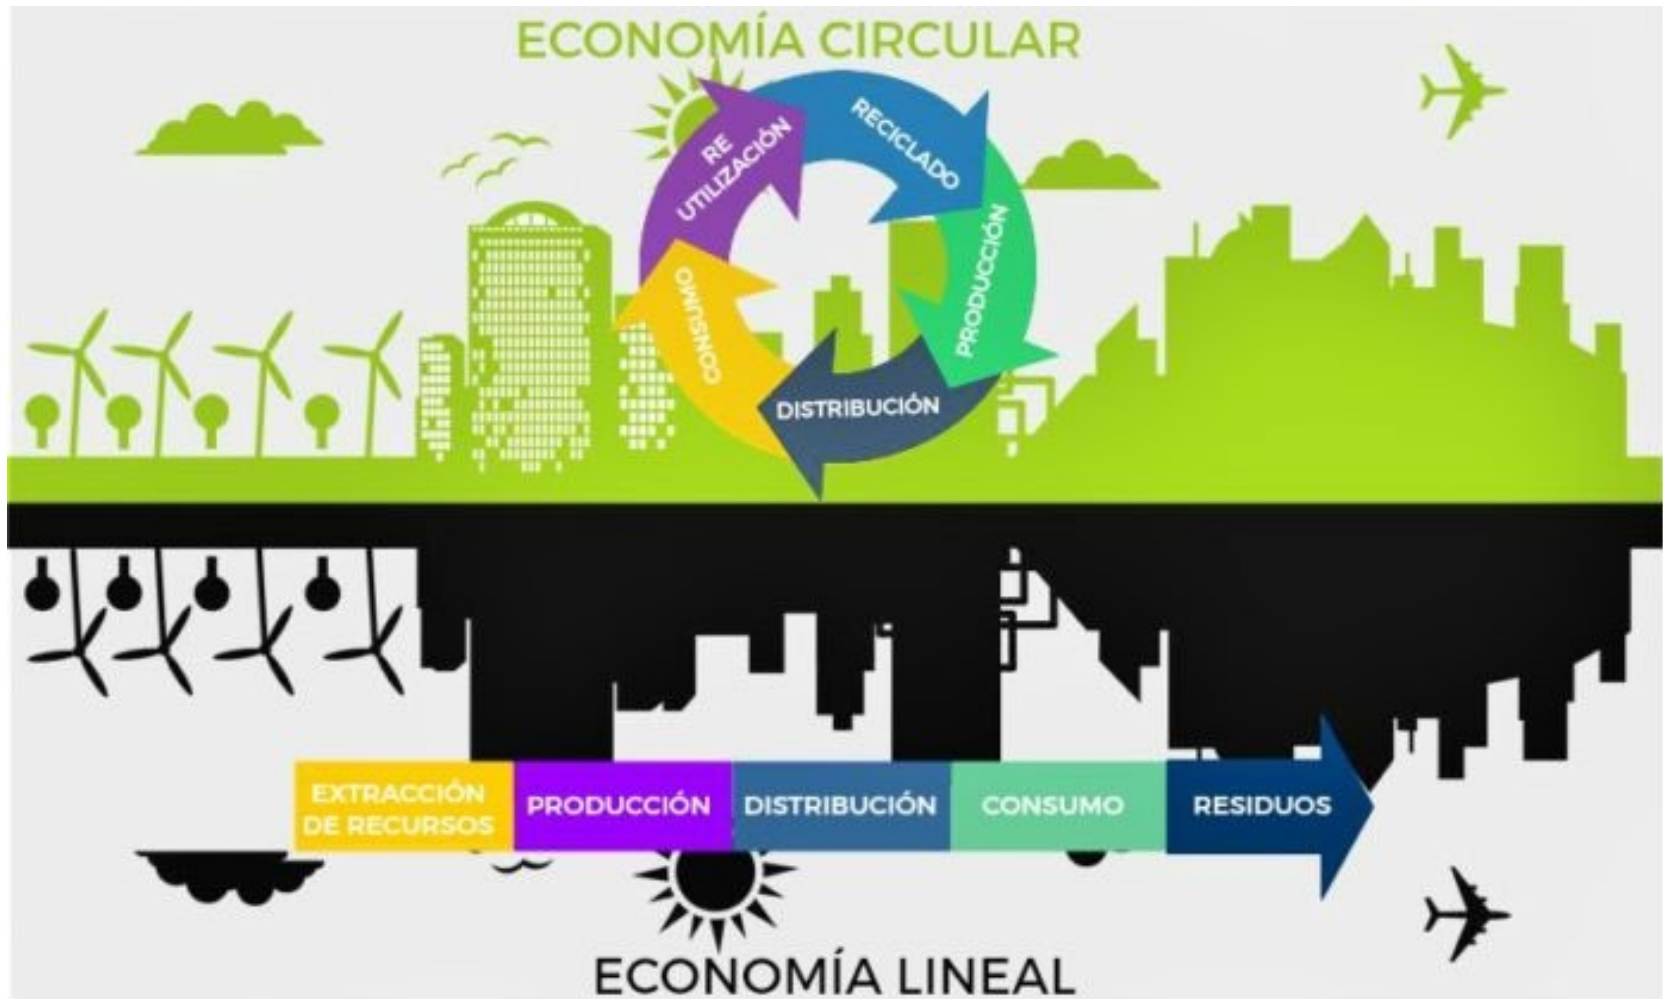 ECONOMÍA CIRCULAR
RE
UTILIZACIÓN
RECICLADO
PRODUCCIÓN
DISTRIBUCIÓN
CONSUMO
EXTRACCIÓN
DE RECURSOS
PRODUCCIÓN
DISTRIBUCIÓN
CONSUMO
RESIDUOS
ECONOMÍA LINEAL